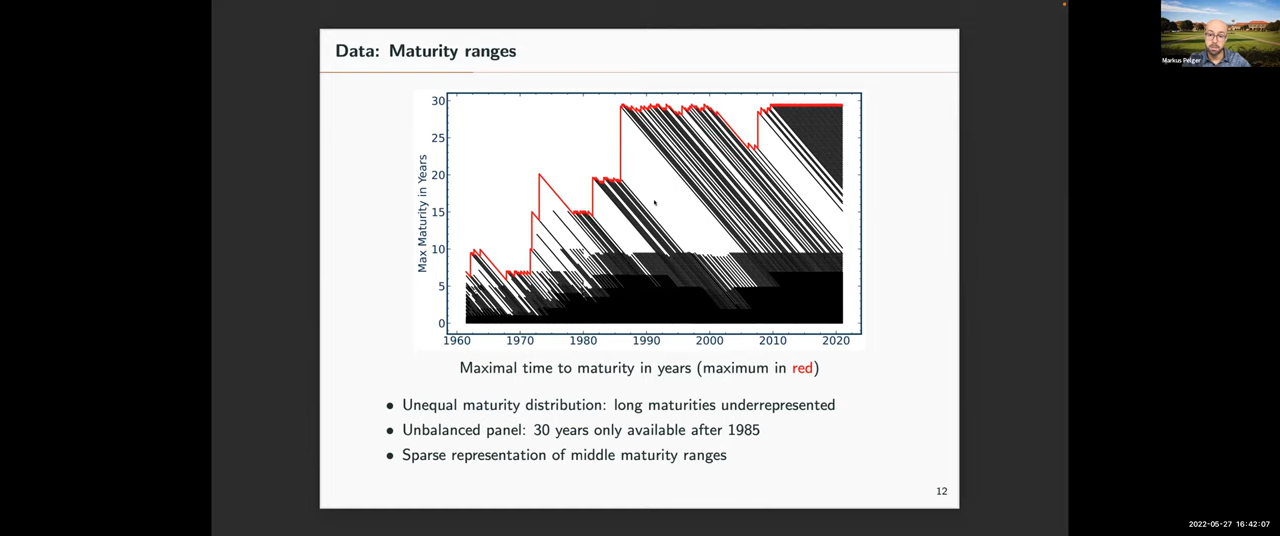 Data: Maturity ranges
Markus Pelger
Max Maturity in Years
30
25
20
15
10
5
0
1960 1970 1980 1990 2000 2010 2020
Maximal time to maturity in years (maximum in red)
• Unequal maturity distribution: long maturities underrepresented
• Unbalanced panel: 30 years only available after 1985
• Sparse representation of middle maturity ranges
12
2022-05-27 16:42:07